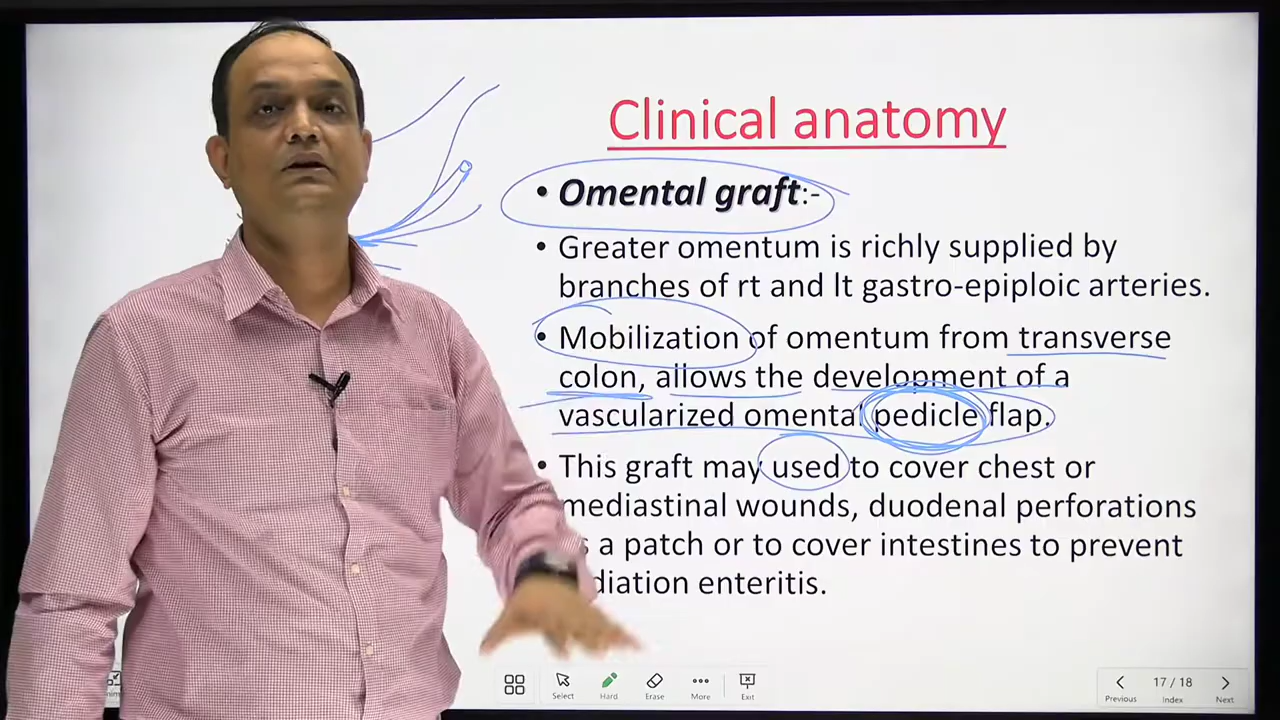 Clinical anatomy
• Omental graft:-
• Greater omentum is richly supplied by
branches of rt and lt gastro-epiploic arteries.
• Mobilization of omentum from transverse
colon, allows the development of a
vascularized omental pedicle flap.
• This graft may used to cover chest or
mediastinal wounds, duodenal perforations
a patch or to cover intestines to prevent
enteritis.
Select
Hard
Erase
More
Exit
Previous
17 / 18
Index
Next